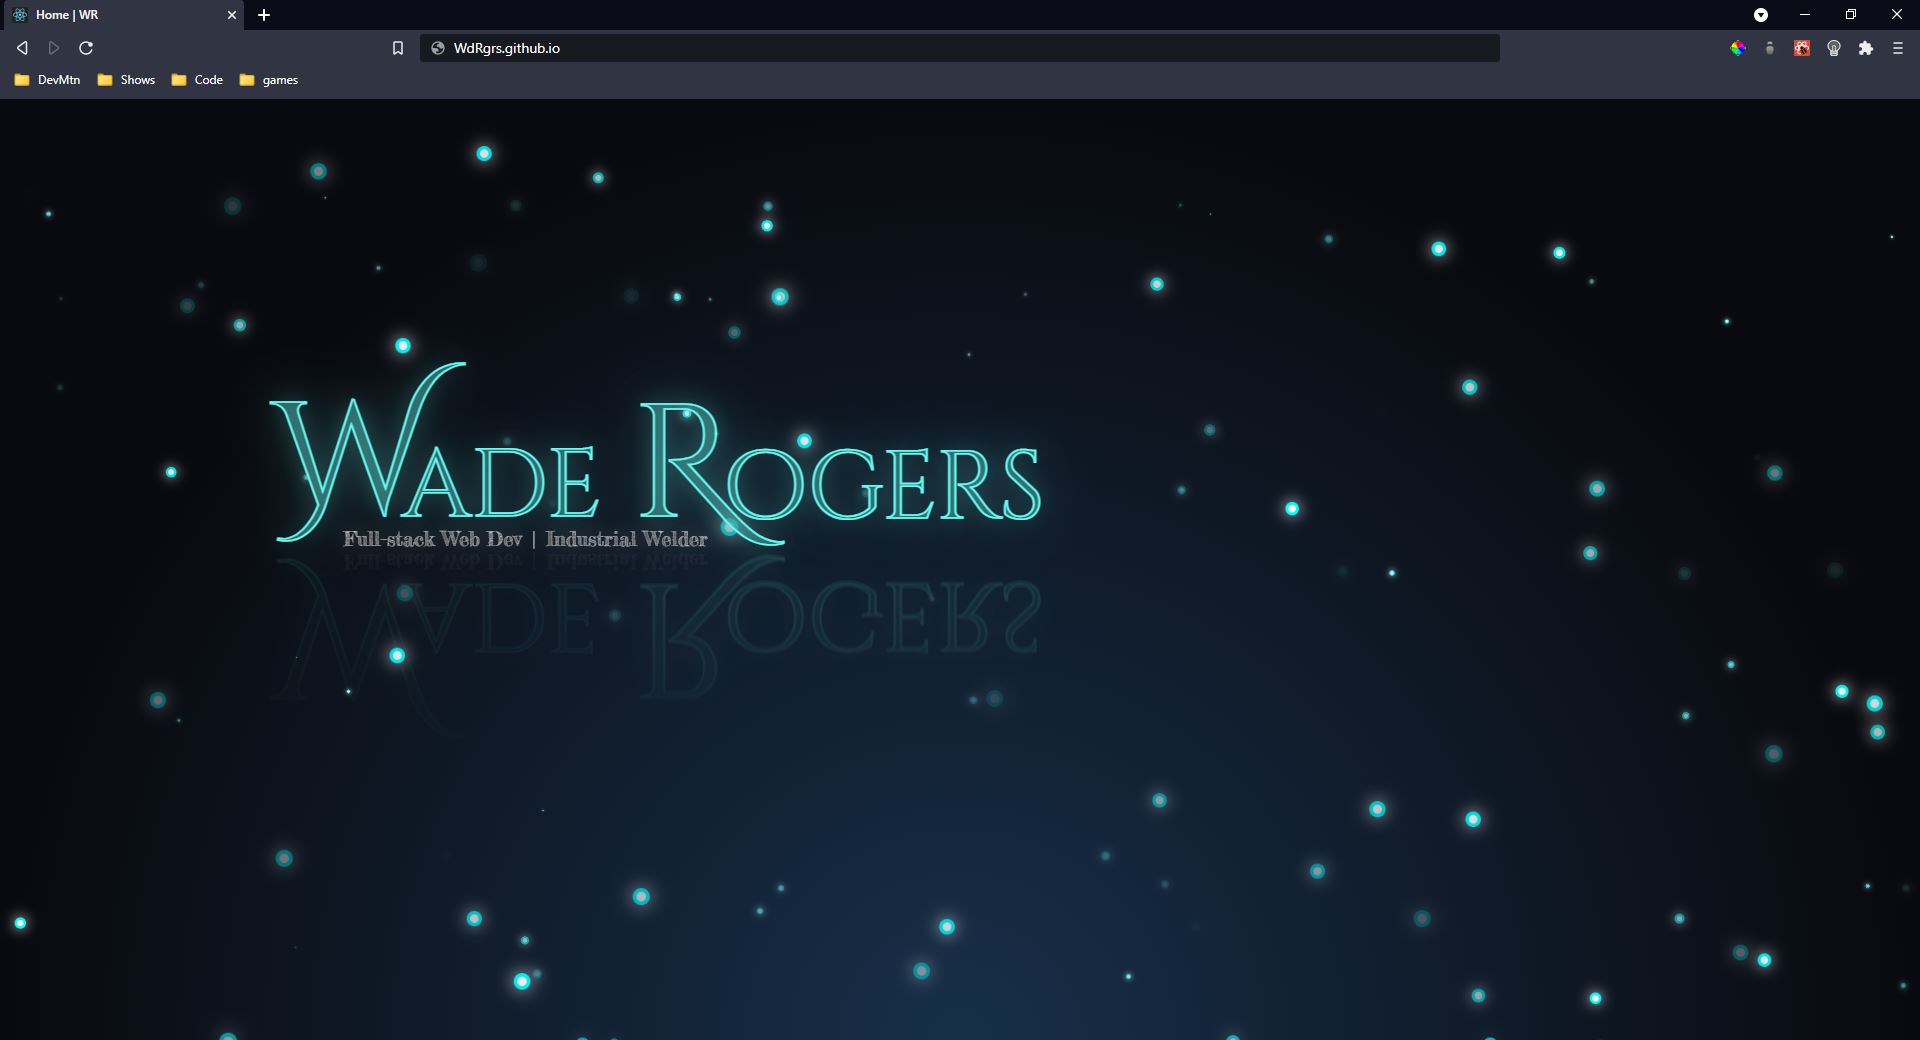 Home | WR
WdRgrs.github.io
DevMtn Shows Code games
Wade Rogers
Full-stack Web Dev | Industrial Welder
Full-stack Web Dev | Industrial Welder
Wade Rogers